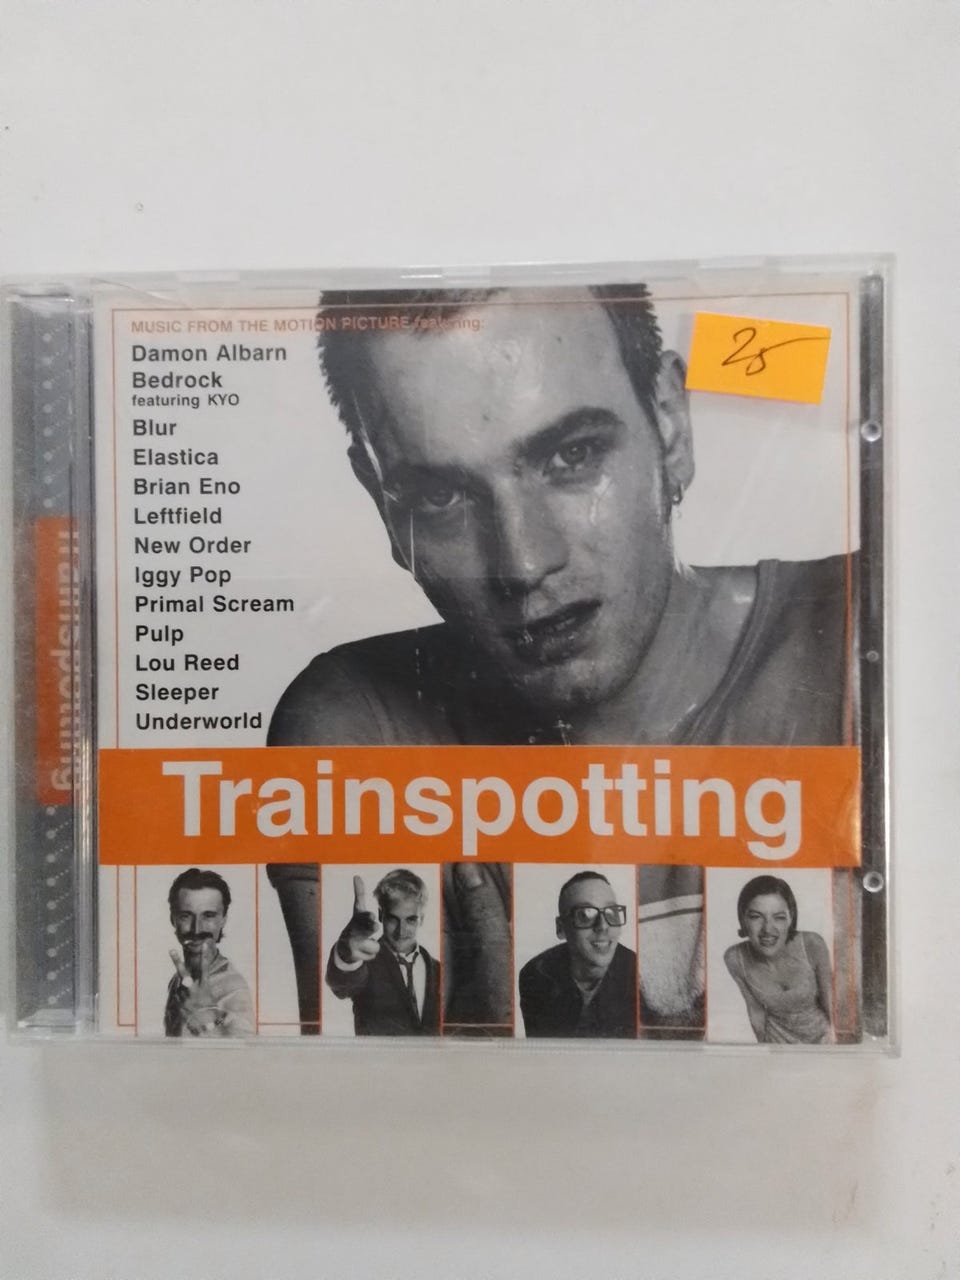 MUSIC FROM THE MOTION PICTURE featuring:
Damon Albarn
Bedrock
featuring KYO
Blur
Elastica
Brian Eno
Leftfield
New Order
Iggy Pop
Primal Scream
Pulp
Lou Reed
Sleeper
Underworld
25
Trainspotting
Trainspotting